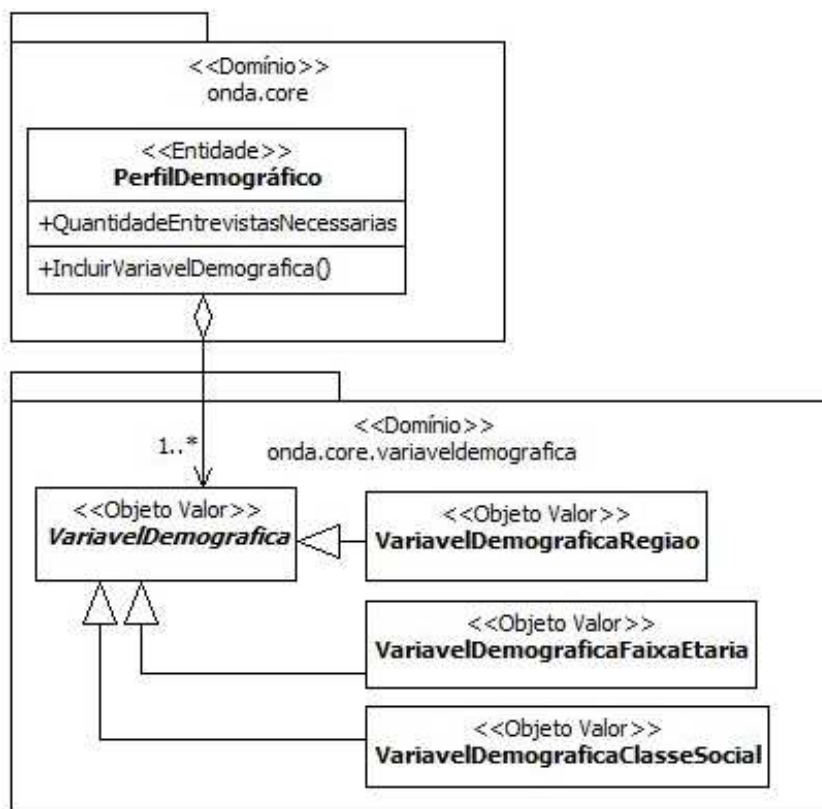 <<Domínio>>
onda.core
<<Entidade>>
PerfilDemográfico
+QuantidadeEntrevistasNecessarias
+IncluirVariavelDemografica()
1..*
<<Domínio>>
onda.core.variaveldemografica
<<Objeto Valor>>
VariavelDemografica
<<Objeto Valor>>
VariavelDemograficaRegiao
<<Objeto Valor>>
VariavelDemograficaFaixaEtaria
<<Objeto Valor>>
VariavelDemograficaClasseSocial